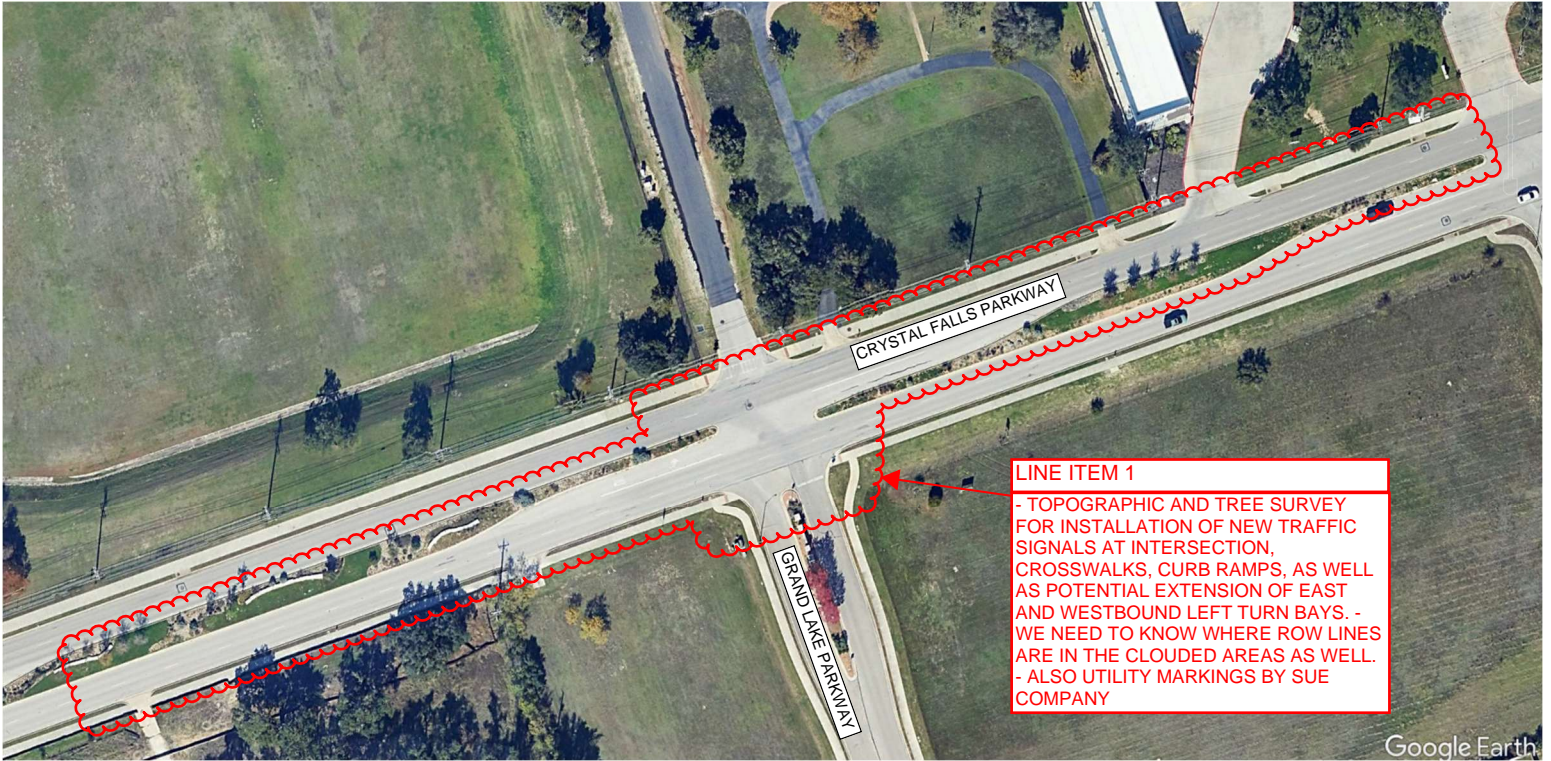 CRYSTAL FALLS PARKWAY
LINE ITEM 1
- TOPOGRAPHIC AND TREE SURVEY
FOR INSTALLATION OF NEW TRAFFIC
SIGNALS AT INTERSECTION,
CROSSWALKS, CURB RAMPS, AS WELL
AS POTENTIAL EXTENSION OF EAST
AND WESTBOUND LEFT TURN BAYS. -
WE NEED TO KNOW WHERE ROW LINES
ARE IN THE CLOUDED AREAS AS WELL.
- ALSO UTILITY MARKINGS BY SUE
COMPANY
GRAND LAKE PARKWAY
Google Earth